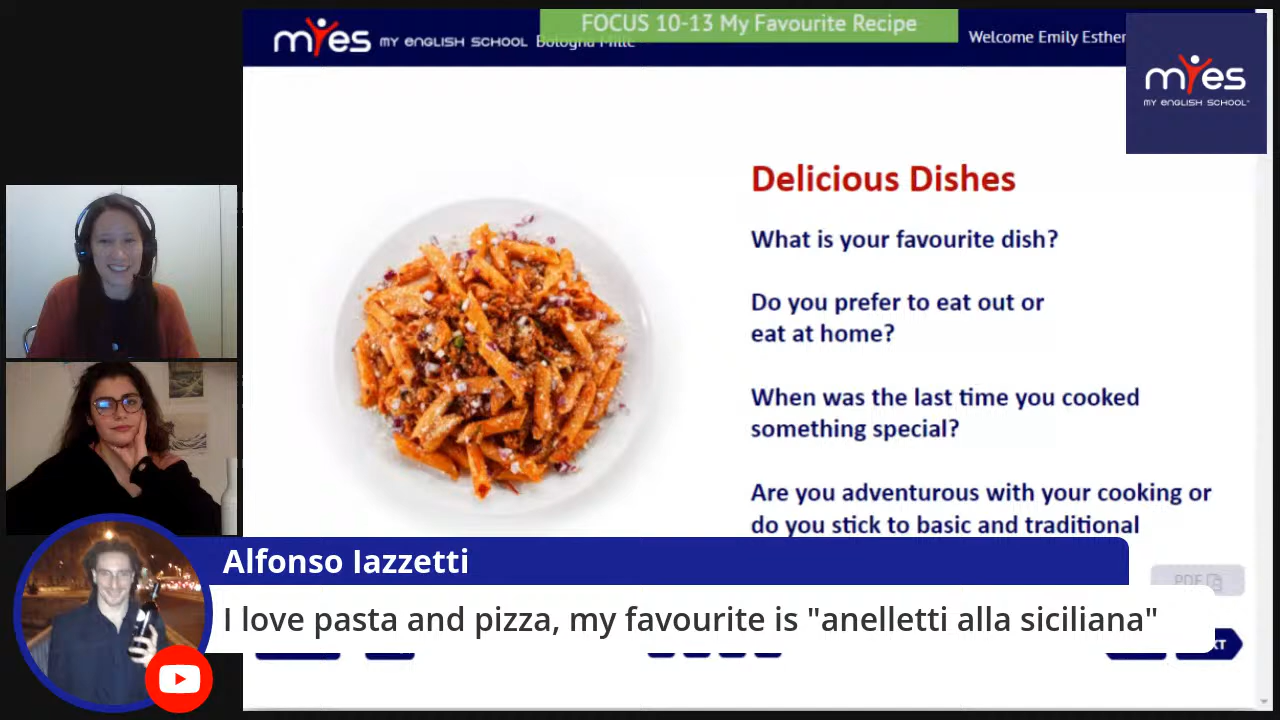 FOCUS 10-13 My Favourite Recipe
myes MY ENGLISH SCHOOL Bologna Mille
Welcome Emily Esther
myes
MY ENGLISH SCHOOL
Delicious Dishes
What is your favourite dish?
Do you prefer to eat out or
eat at home?
When was the last time you cooked
something special?
Are you adventurous with your cooking or
do you stick to basic and traditional
PDF
Alfonso Iazzetti
I love pasta and pizza, my favourite is "anelletti alla siciliana"